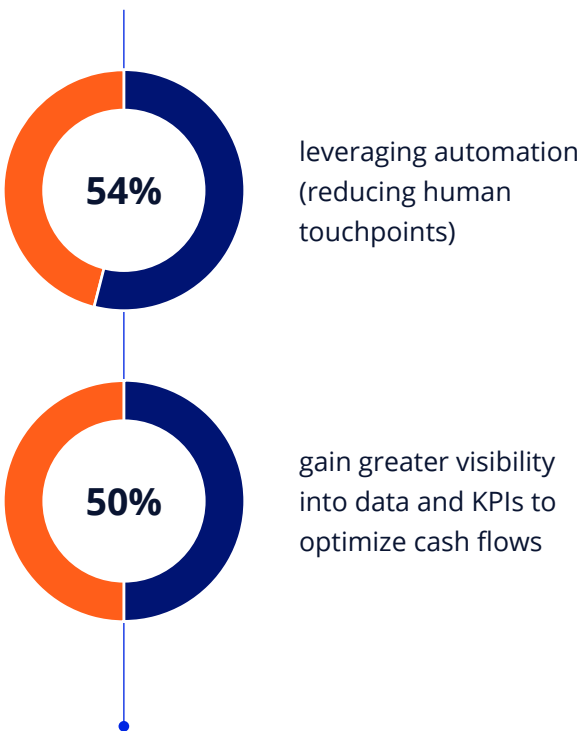 54%
leveraging automation
(reducing human
touchpoints)
50%
gain greater visibility
into data and KPIs to
optimize cash flows